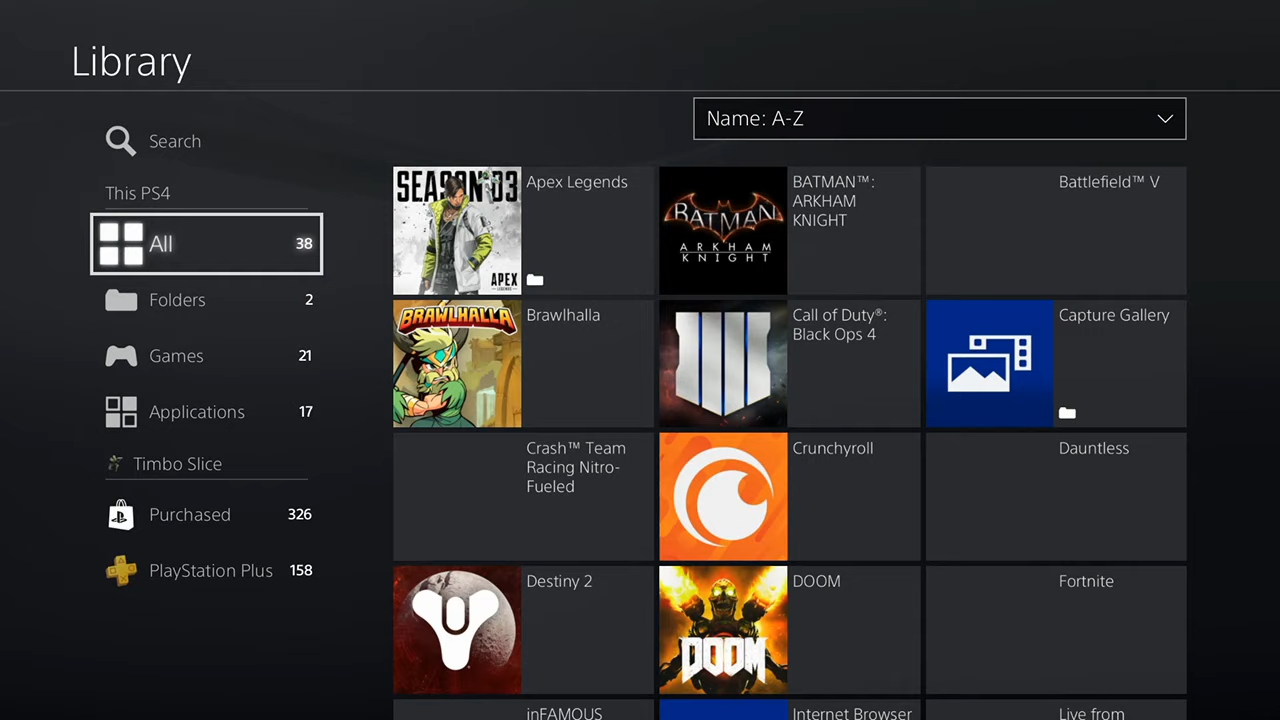 Library
Name: A-Z
Search
This PS4
All 38
Folders 2
Games 21
Applications 17
Timbo Slice
Purchased 326
PlayStation Plus 158
SEASON 03
APEX
LEGENDS
Apex Legends
BATMAN
ARKHAM
KNIGHT
BATMAN™:
ARKHAM
KNIGHT
Battlefield™ V
BRAWLHALLA
Brawlhalla
Call of Duty®:
Black Ops 4
Capture Gallery
Crash™ Team
Racing Nitro-
Fueled
Crunchyroll
Dauntless
Destiny 2
DOOM
DOOM
Fortnite
inFAMOUS
Internet Browser
Live from